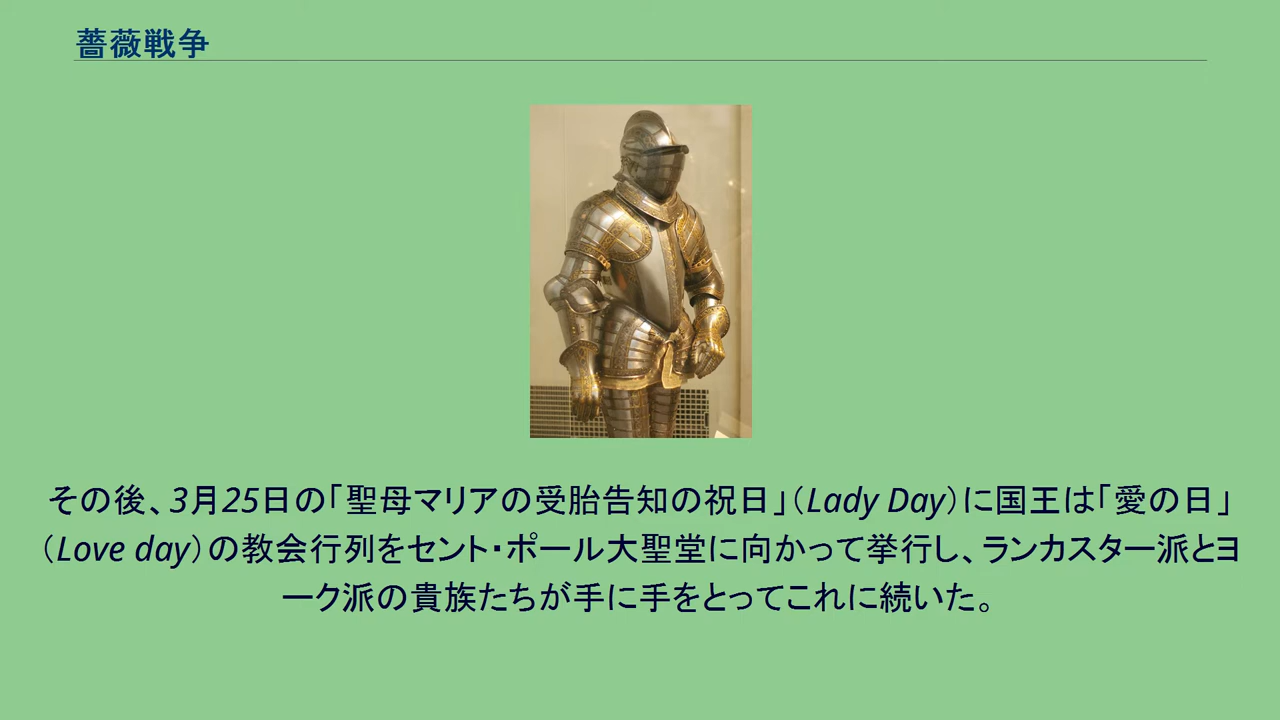 薔薇戦争
その後、3月25日の「聖母マリアの受胎告知の祝日」（Lady Day）に国王は「愛の日」
（Love day）の教会行列をセント・ポール大聖堂に向かって挙行し、ランカスター派とヨ
ーク派の貴族たちが手に手をとってこれに続いた。